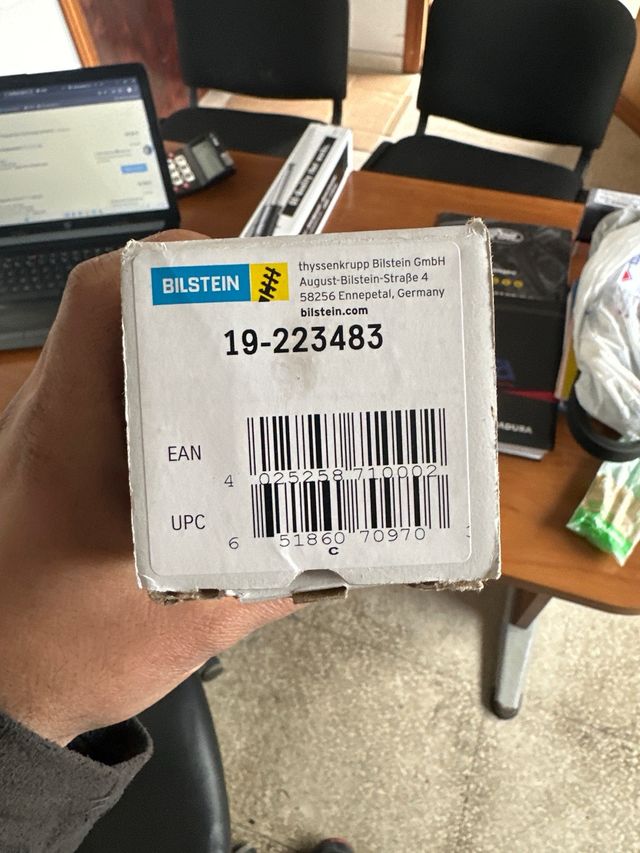 BILSTEIN
thyssenkrupp Bilstein GmbH
August-Bilstein-Straße 4
58256 Ennepetal, Germany
bilstein.com
19-223483
EAN
4 025258 710002
UPC
6 51860 70970
C